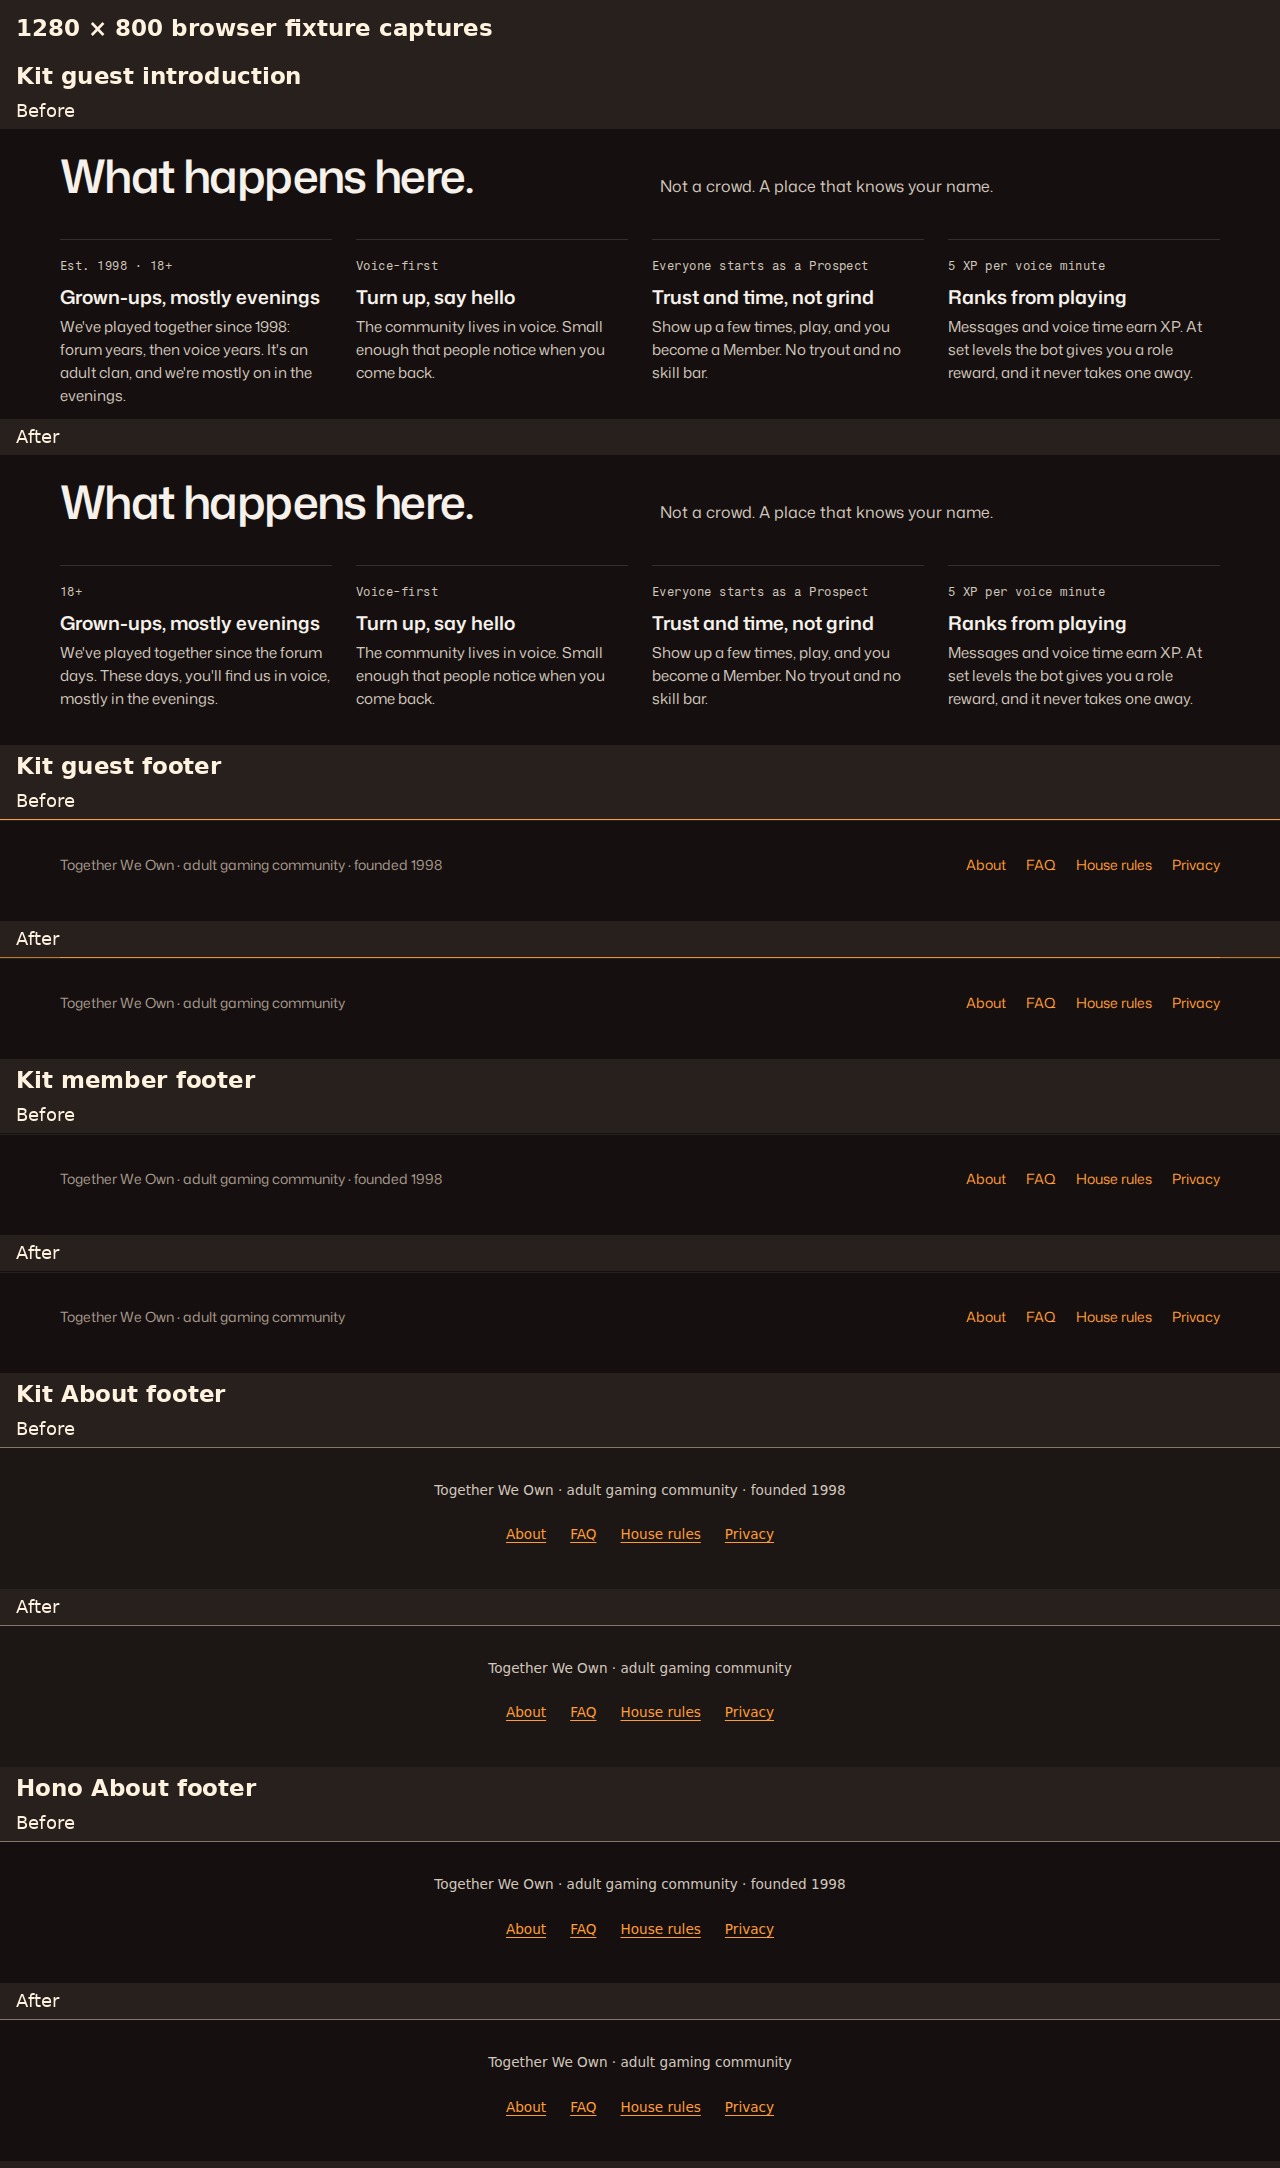 1280 × 800 browser fixture captures
Kit guest introduction
Before
What happens here.
Not a crowd. A place that knows your name.
Est. 1998 · 18+
Grown-ups, mostly evenings
We've played together since 1998:
forum years, then voice years. It's an
adult clan, and we're mostly on in the
evenings.
Voice-first
Turn up, say hello
The community lives in voice. Small
enough that people notice when you
come back.
Everyone starts as a Prospect
Trust and time, not grind
Show up a few times, play, and you
become a Member. No tryout and no
skill bar.
5 XP per voice minute
Ranks from playing
Messages and voice time earn XP. At
set levels the bot gives you a role
reward, and it never takes one away.
After
What happens here.
Not a crowd. A place that knows your name.
18+
Grown-ups, mostly evenings
We've played together since the forum
days. These days, you'll find us in voice,
mostly in the evenings.
Voice-first
Turn up, say hello
The community lives in voice. Small
enough that people notice when you
come back.
Everyone starts as a Prospect
Trust and time, not grind
Show up a few times, play, and you
become a Member. No tryout and no
skill bar.
5 XP per voice minute
Ranks from playing
Messages and voice time earn XP. At
set levels the bot gives you a role
reward, and it never takes one away.
Kit guest footer
Before
Together We Own · adult gaming community · founded 1998
About FAQ House rules Privacy
After
Together We Own · adult gaming community
About FAQ House rules Privacy
Kit member footer
Before
Together We Own · adult gaming community · founded 1998
About FAQ House rules Privacy
After
Together We Own · adult gaming community
About FAQ House rules Privacy
Kit About footer
Before
Together We Own · adult gaming community · founded 1998
About FAQ House rules Privacy
After
Together We Own · adult gaming community
About FAQ House rules Privacy
Hono About footer
Before
Together We Own · adult gaming community · founded 1998
About FAQ House rules Privacy
After
Together We Own · adult gaming community
About FAQ House rules Privacy